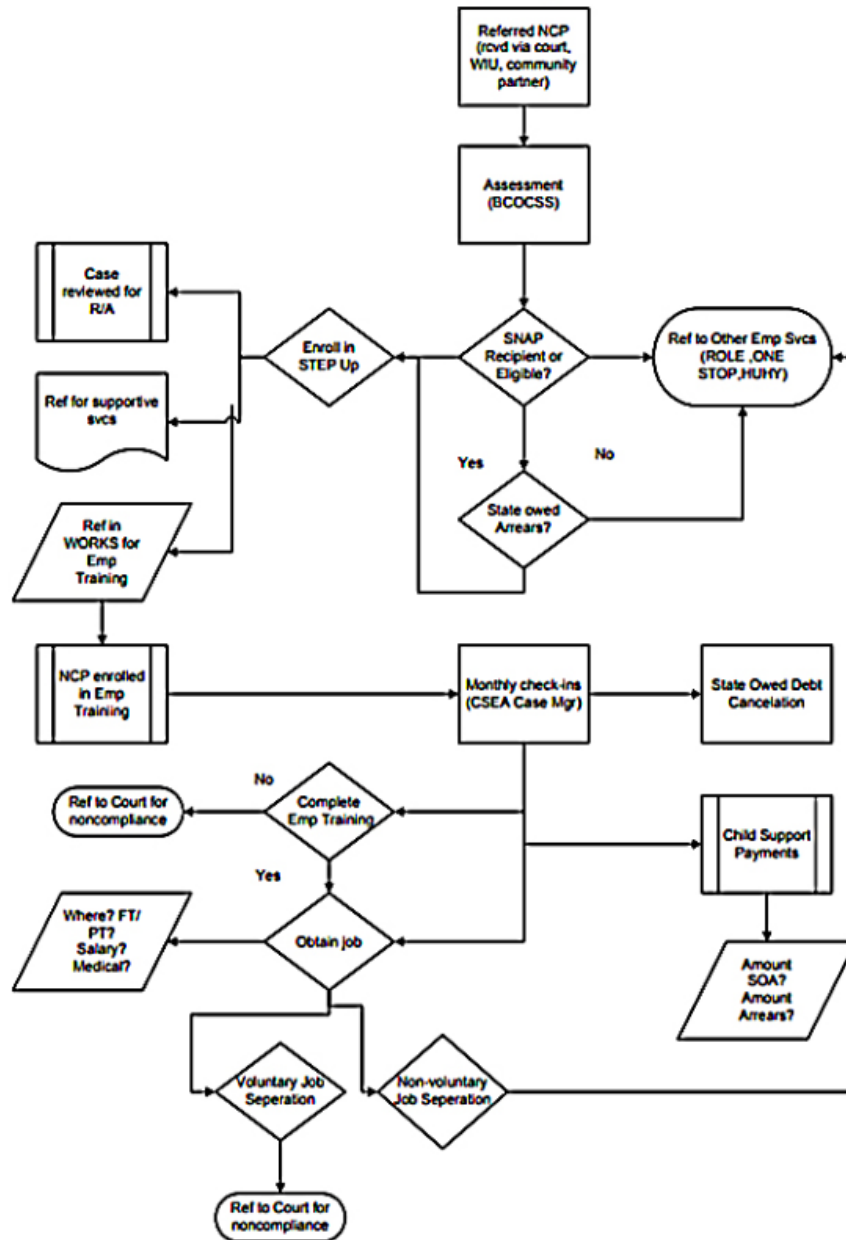 Referred NCP
(rcvd via court,
WIU, community
partner)
Assessment
(BCOCSS)
Case
reviewed for
R/A
Enroll in
STEP Up
SNAP
Recipient or
Eligible?
Ref to Other Emp Svcs
(ROLE ,ONE
STOP,HUHY)
Ref for supportive
svcs
Yes
No
State owed
Arrears?
Ref in
WORKS for
Emp
Training
NCP enrolled
in Emp
Trainiing
Monthly check-ins
(CSEA Case Mgr)
State Owed Debt
Cancelation
No
Ref to Court for
noncompliance
Complete
Emp Training
Child Support
Payments
Yes
Where? FT/
PT?
Salary?
Medical?
Obtain job
Amount
SOA?
Amount
Arrears?
Voluntary Job
Seperation
Non-voluntary
Job Seperation
Ref to Court for
noncompliance